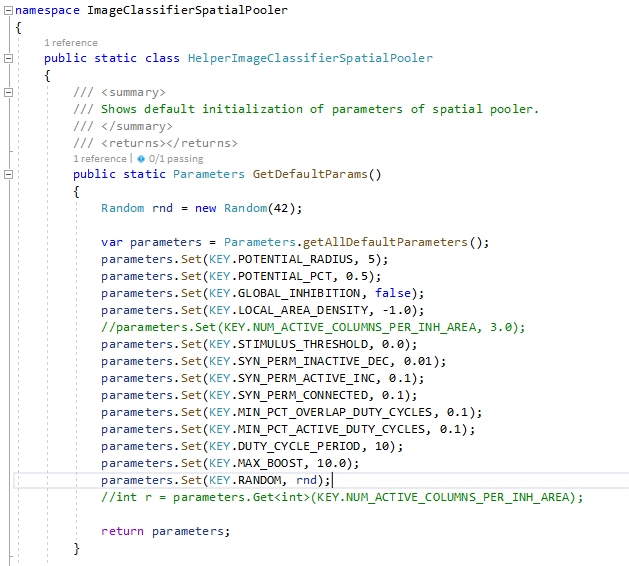 namespace ImageClassifierSpatialPooler
{
1 reference
public static class HelperImageClassifierSpatialPooler
{
/// <summary>
/// Shows default initialization of parameters of spatial pooler.
/// </summary>
/// <returns></returns>
1 reference | 0/1 passing
public static Parameters GetDefaultParams()
{
Random rnd = new Random(42);
var parameters = Parameters.getAllDefaultParameters();
parameters.Set(KEY.POTENTIAL_RADIUS, 5);
parameters.Set(KEY.POTENTIAL_PCT, 0.5);
parameters.Set(KEY.GLOBAL_INHIBITION, false);
parameters.Set(KEY.LOCAL_AREA_DENSITY, -1.0);
//parameters.Set(KEY.NUM_ACTIVE_COLUMNS_PER_INH_AREA, 3.0);
parameters.Set(KEY.STIMULUS_THRESHOLD, 0.0);
parameters.Set(KEY.SYN_PERM_INACTIVE_DEC, 0.01);
parameters.Set(KEY.SYN_PERM_ACTIVE_INC, 0.1);
parameters.Set(KEY.SYN_PERM_CONNECTED, 0.1);
parameters.Set(KEY.MIN_PCT_OVERLAP_DUTY_CYCLES, 0.1);
parameters.Set(KEY.MIN_PCT_ACTIVE_DUTY_CYCLES, 0.1);
parameters.Set(KEY.DUTY_CYCLE_PERIOD, 10);
parameters.Set(KEY.MAX_BOOST, 10.0);
parameters.Set(KEY.RANDOM, rnd);
//int r = parameters.Get<int>(KEY.NUM_ACTIVE_COLUMNS_PER_INH_AREA);
return parameters;
}